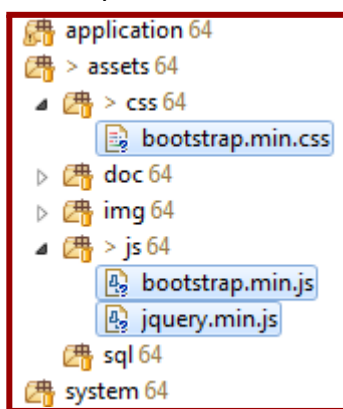 application 64
> assets 64
> css 64
bootstrap.min.css
doc 64
img 64
> js 64
bootstrap.min.js
jquery.min.js
sql 64
system 64